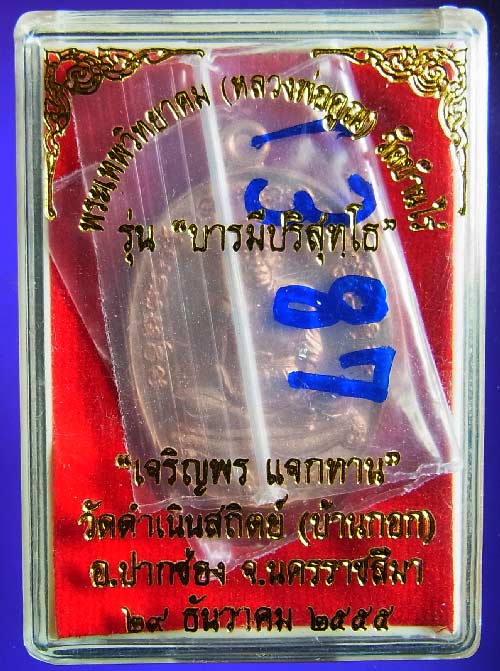 พระเทพวิทยาคม (หลวงพ่อคูณ) วัดบ้านไร่
รุ่น “บารมีปริสุทฺโธ”
1387
“เจริญพร แจกทาน”
วัดดำเนินสถิตย์ (บ้านกอก)
อ.ปากช่อง จ.นครราชสีมา
๒๙ ธันวาคม ๒๕๕๕